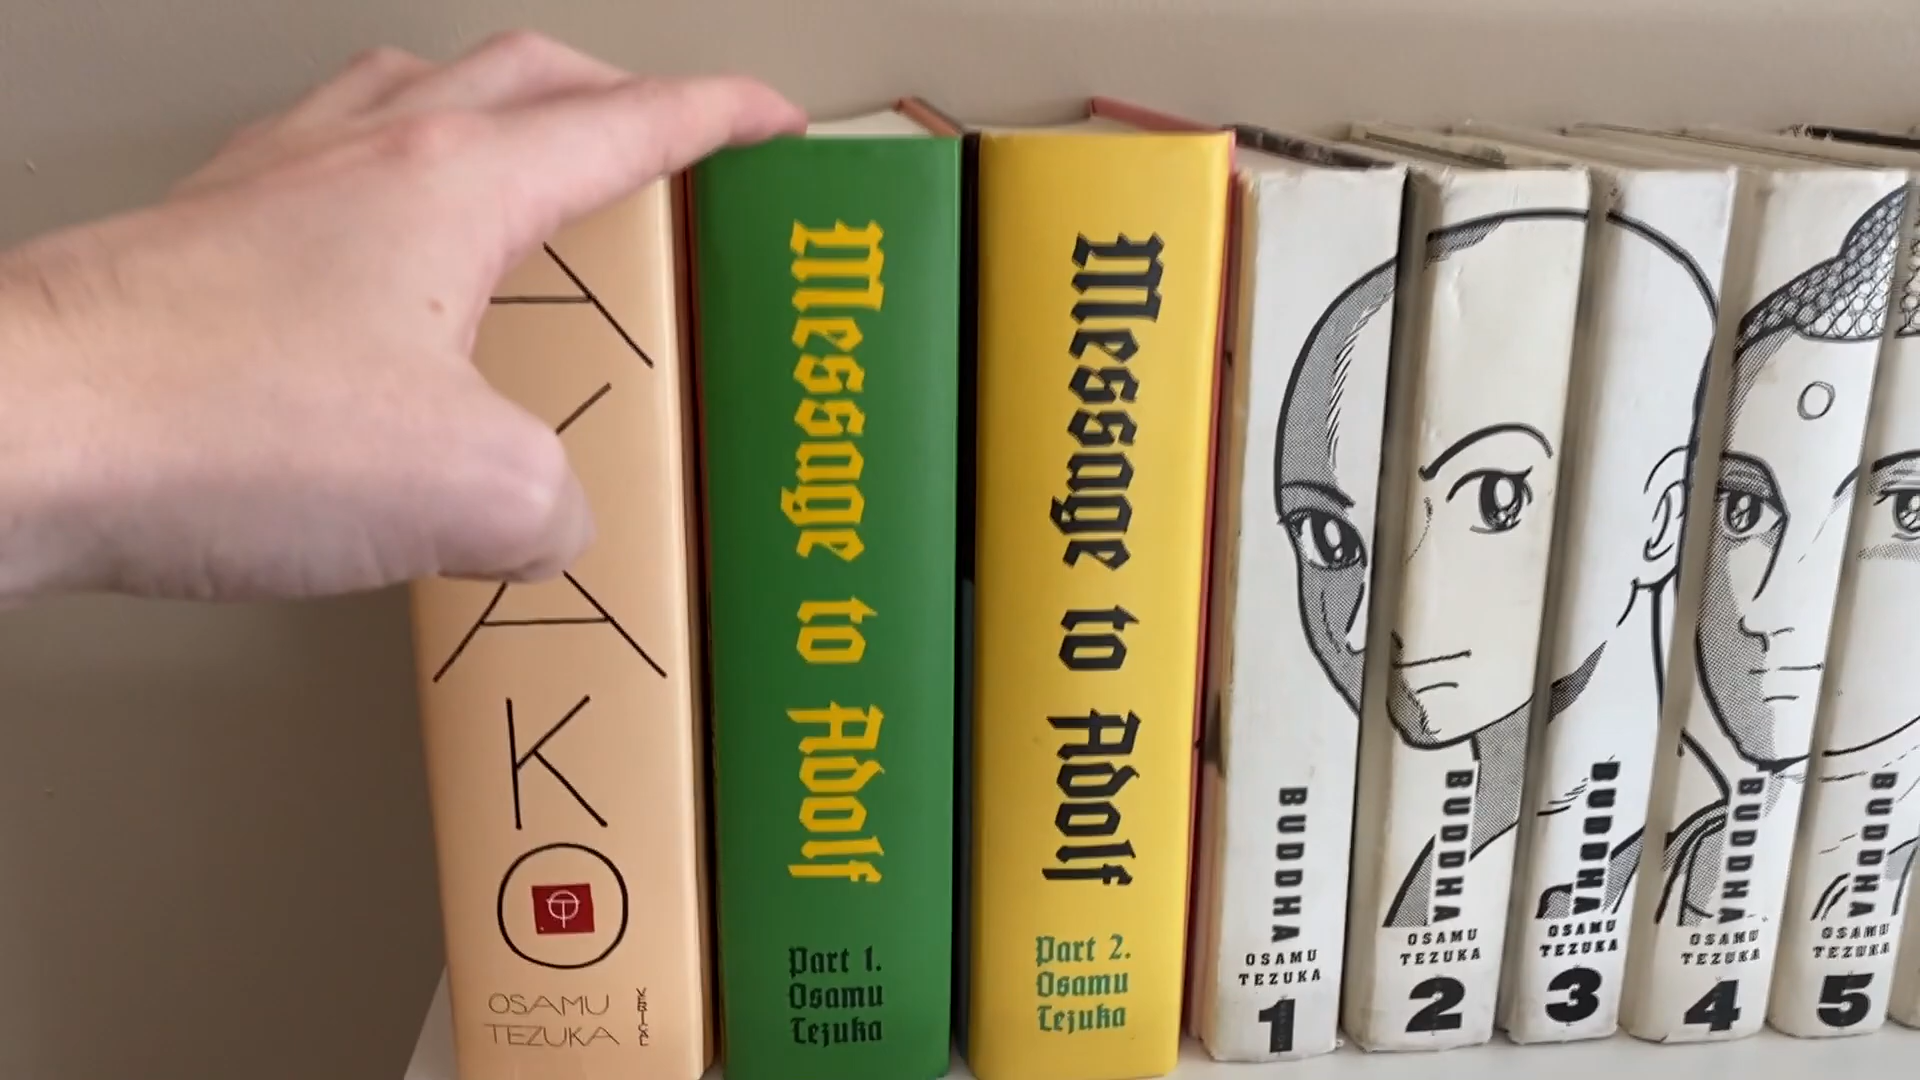 A
Y
A
K
O
OSAMU
TEZUKA
VERTICAL
Message to Adolf
Part 1.
Osamu
Tezuka
Message to Adolf
Part 2.
Osamu
Tezuka
BUDDHA
OSAMU
TEZUKA
1
BUDDHA
OSAMU
TEZUKA
2
BUDDHA
OSAMU
TEZUKA
3
BUDDHA
OSAMU
TEZUKA
4
BUDDHA
OSAMU
TEZUKA
5